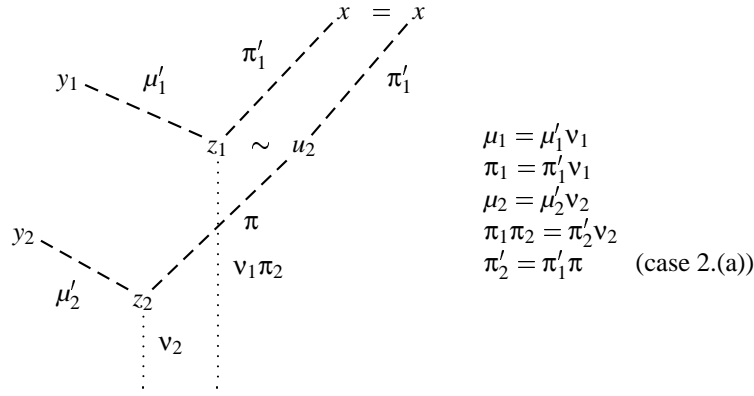 x = x
π′₁
π′₁
y₁
μ′₁
z₁ ∼ u₂
μ₁ = μ′₁ν₁
π₁ = π′₁ν₁
μ₂ = μ′₂ν₂
π₁π₂ = π′₂ν₂
π′₂ = π′₁π (case 2.(a))
π
y₂
ν₁π₂
μ′₂
z₂
ν₂